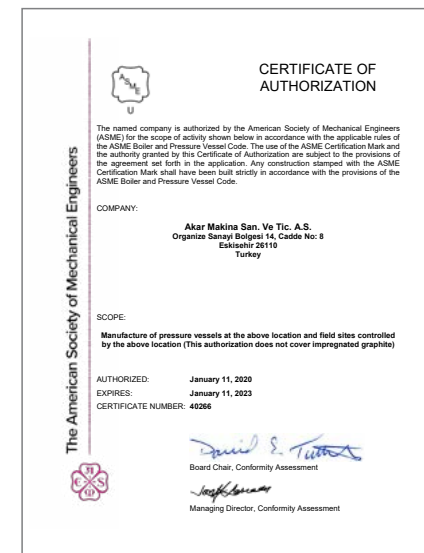 ASME
U
CERTIFICATE OF
AUTHORIZATION
The named company is authorized by the American Society of Mechanical Engineers
(ASME) for the scope of activity shown below in accordance with the applicable rules of
the ASME Boiler and Pressure Vessel Code. The use of the ASME Certification Mark and
the authority granted by this Certificate of Authorization are subject to the provisions of
the agreement set forth in the application. Any construction stamped with the ASME
Certification Mark shall have been built strictly in accordance with the provisions of the
ASME Boiler and Pressure Vessel Code.
COMPANY:
Akar Makina San. Ve Tic. A.S.
Organize Sanayi Bolgesi 14, Cadde No: 8
Eskisehir 26110
Turkey
SCOPE:
Manufacture of pressure vessels at the above location and field sites controlled
by the above location (This authorization does not cover impregnated graphite)
AUTHORIZED: January 11, 2020
EXPIRES: January 11, 2023
CERTIFICATE NUMBER: 40266
Board Chair, Conformity Assessment
Managing Director, Conformity Assessment
The American Society of Mechanical Engineers